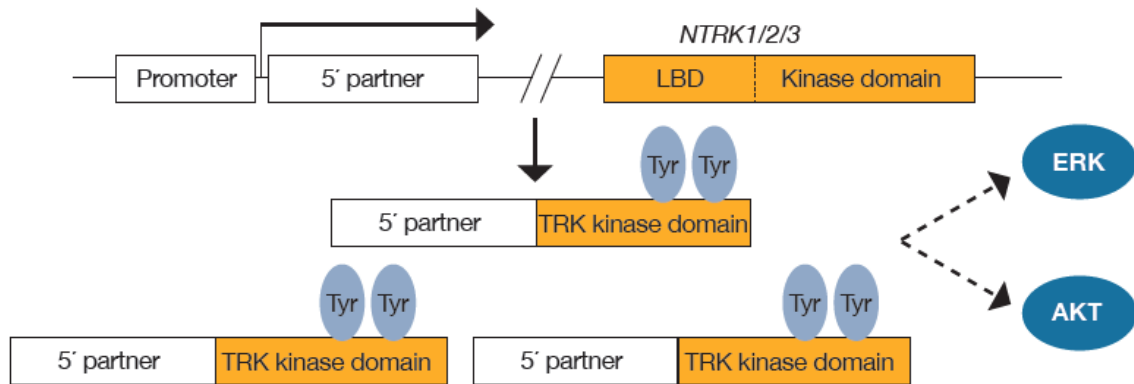 NTRK1/2/3
Promoter 5´ partner LBD Kinase domain
Tyr Tyr ERK
5´ partner TRK kinase domain
Tyr Tyr Tyr Tyr AKT
5´ partner TRK kinase domain 5´ partner TRK kinase domain